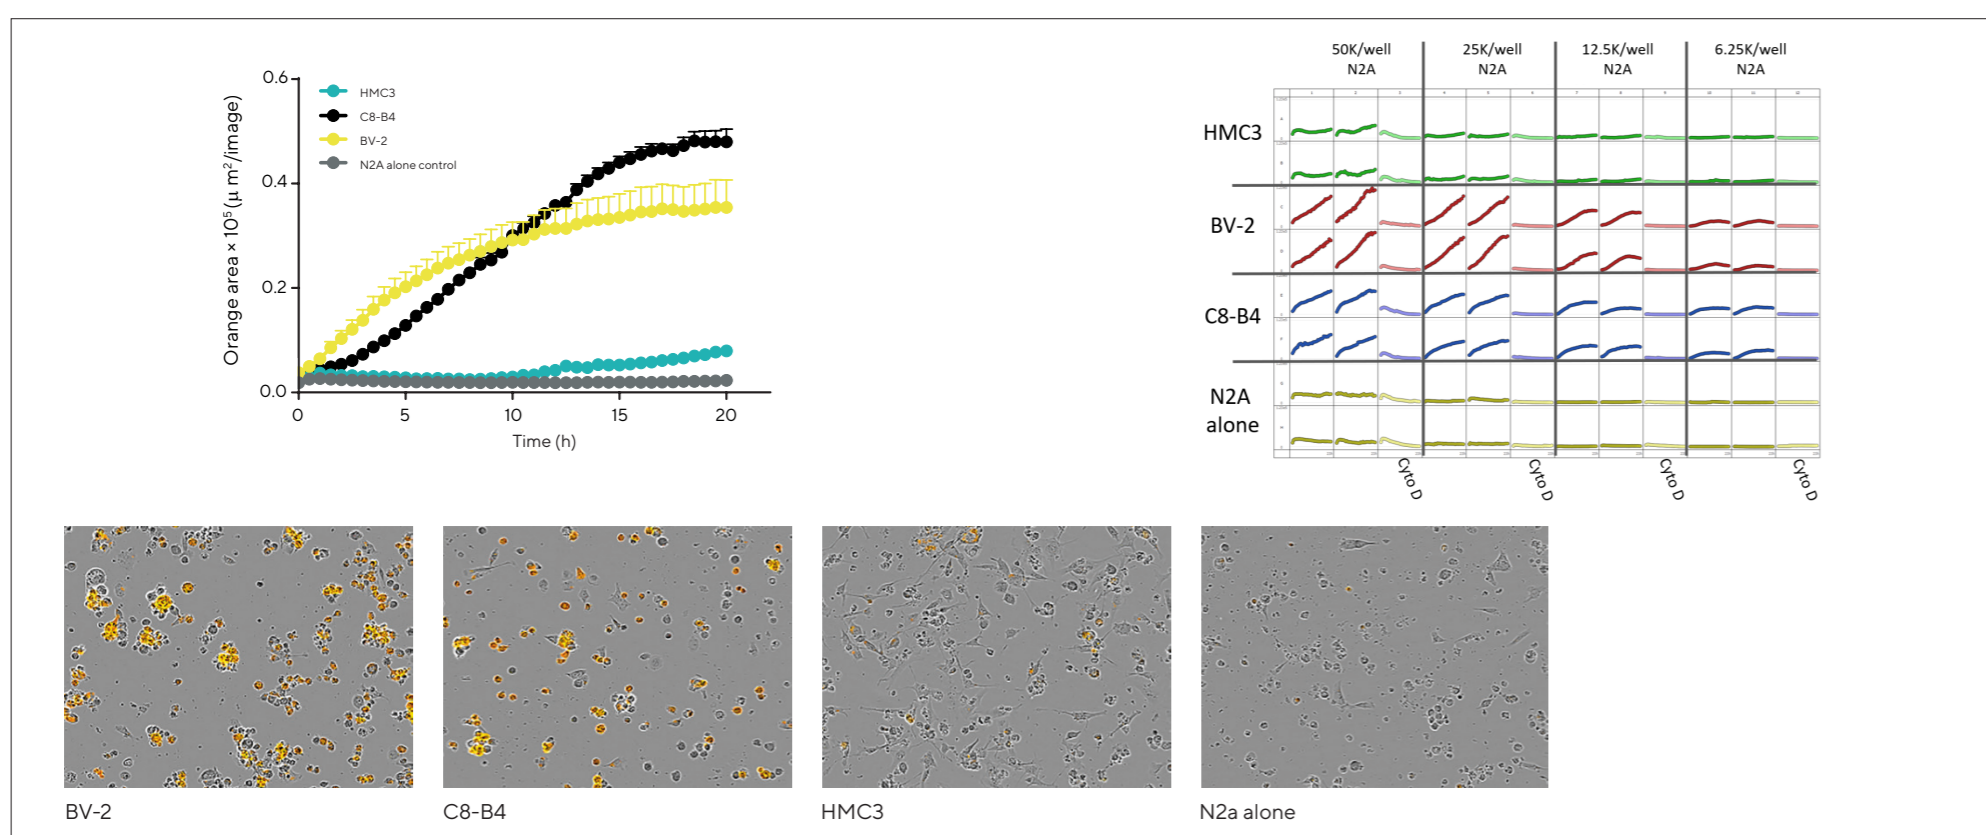 0.6
0.4
0.2
0.0
Orange area × 10⁵ (μ m²/image)
HMC3
C8-B4
BV-2
N2A alone control
0 5 10 15 20
Time (h)
50K/well 25K/well 12.5K/well 6.25K/well
N2A N2A N2A N2A
HMC3
BV-2
C8-B4
N2A
alone
Cyto D Cyto D Cyto D Cyto D
BV-2 C8-B4 HMC3 N2a alone